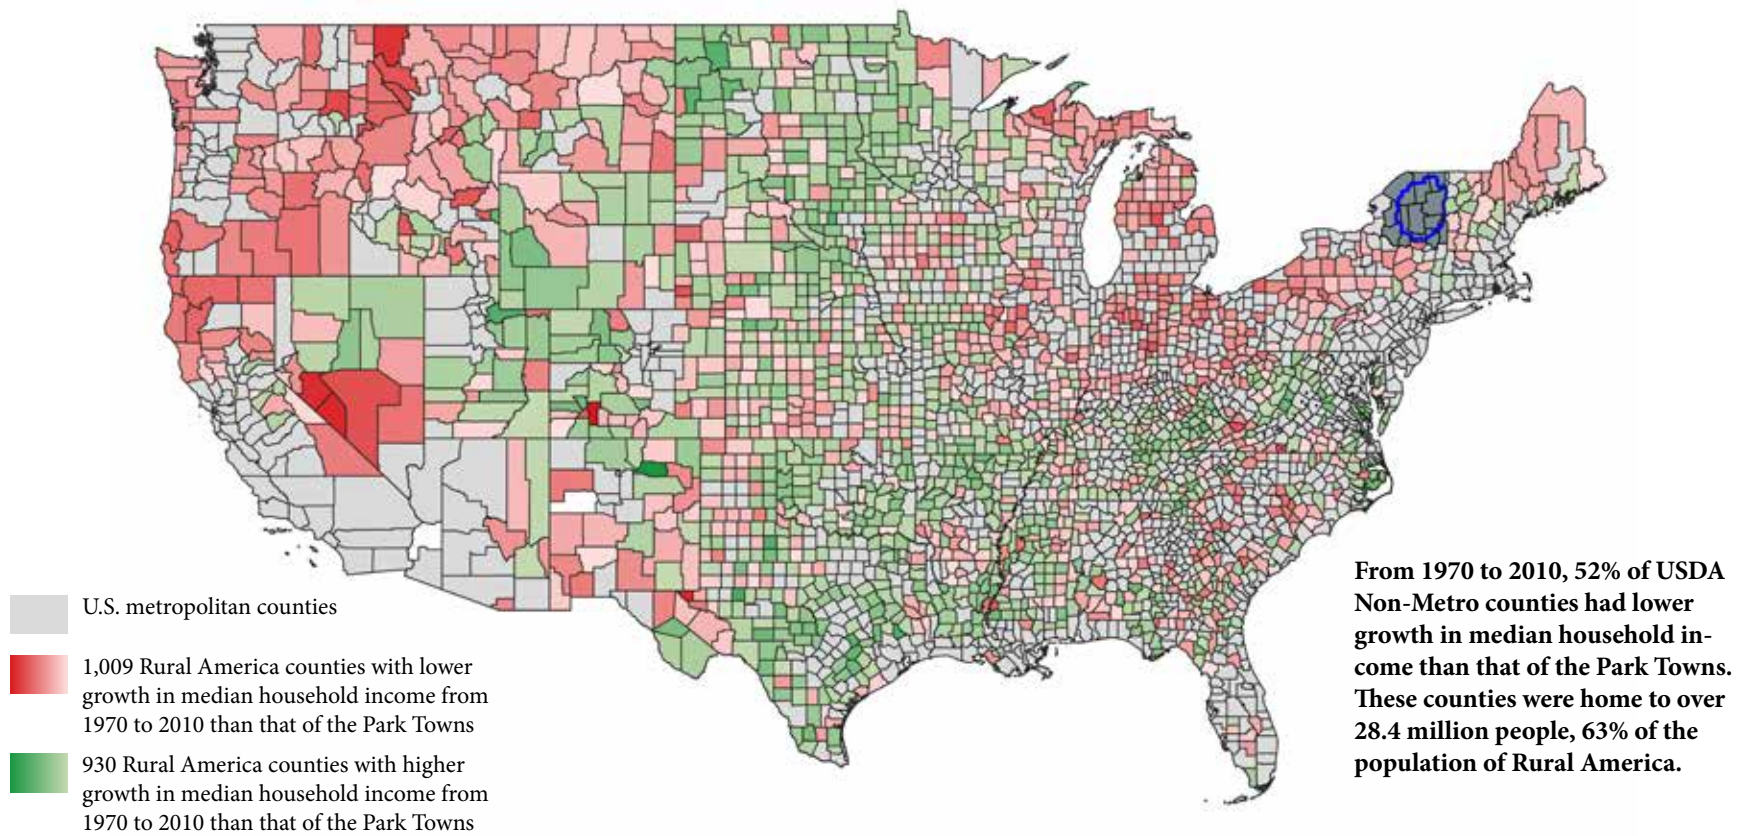 U.S. metropolitan counties
1,009 Rural America counties with lower
growth in median household income from
1970 to 2010 than that of the Park Towns
930 Rural America counties with higher
growth in median household income from
1970 to 2010 than that of the Park Towns
From 1970 to 2010, 52% of USDA
Non-Metro counties had lower
growth in median household in-
come than that of the Park Towns.
These counties were home to over
28.4 million people, 63% of the
population of Rural America.